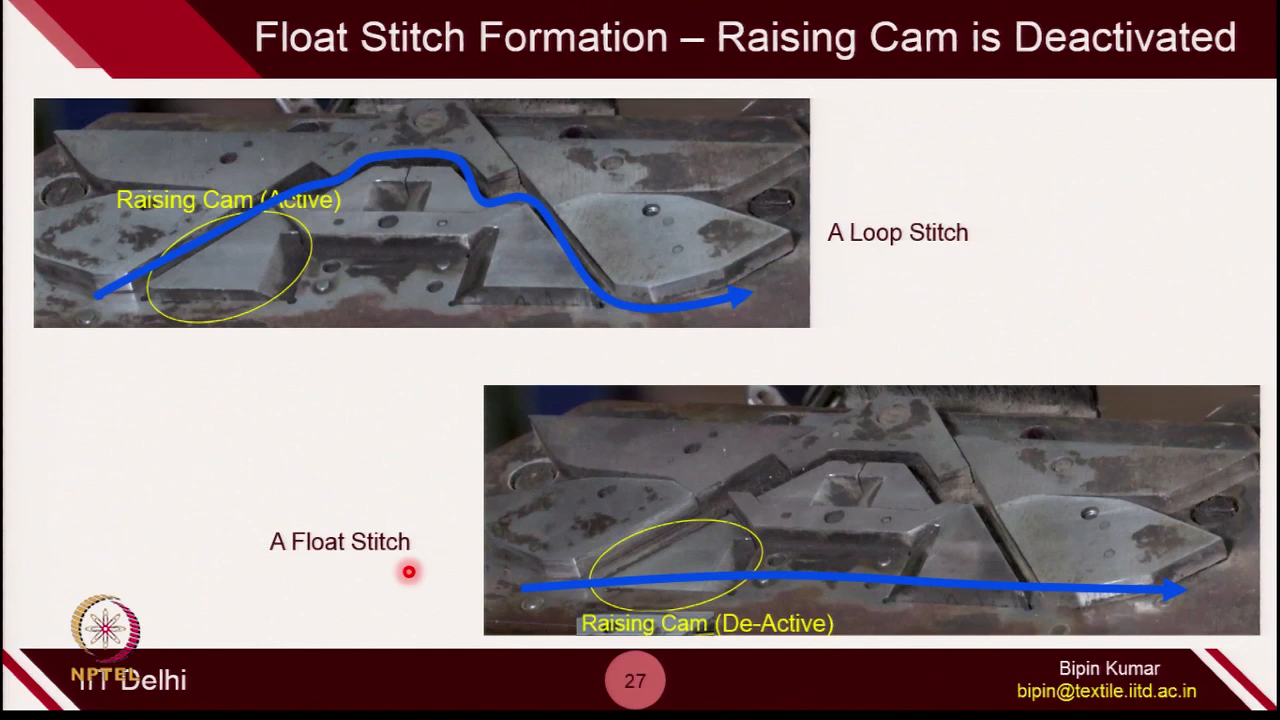 Float Stitch Formation – Raising Cam is Deactivated
Raising Cam (Active)
A Loop Stitch
A Float Stitch
Raising Cam (De-Active)
NPTEL
IIT Delhi
27
Bipin Kumar
bipin@textile.iitd.ac.in